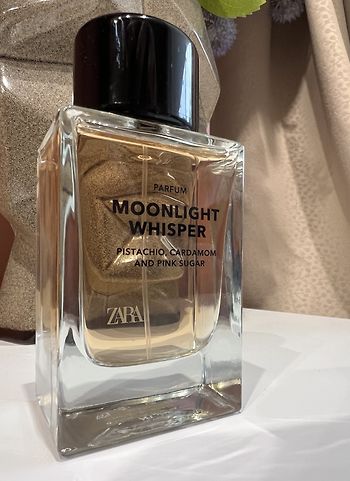 PARFUM
MOONLIGHT
WHISPER
PISTACHIO, CARDAMOM
AND PINK SUGAR
ZARA